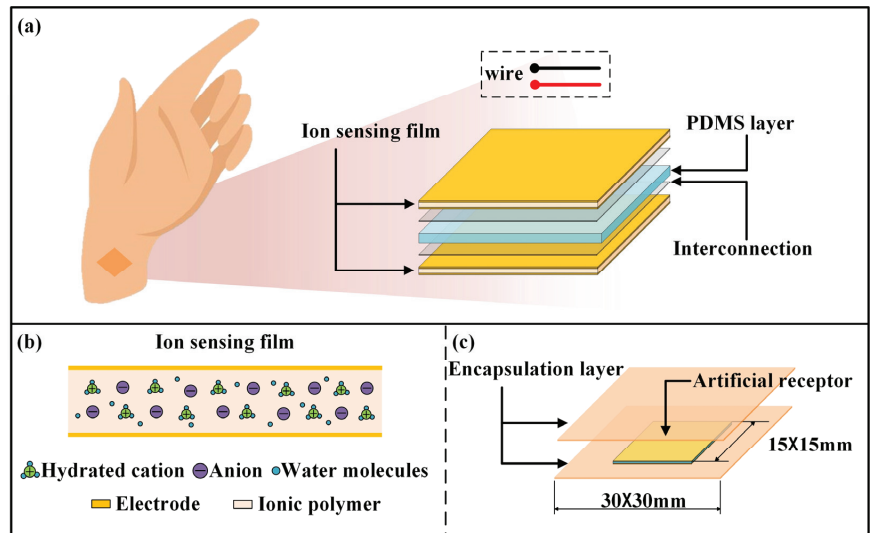 (a)
wire
Ion sensing film
PDMS layer
Interconnection
(b)
Ion sensing film
Hydrated cation
Anion
Water molecules
Electrode
Ionic polymer
(c)
Encapsulation layer
Artificial receptor
15X15mm
30X30mm